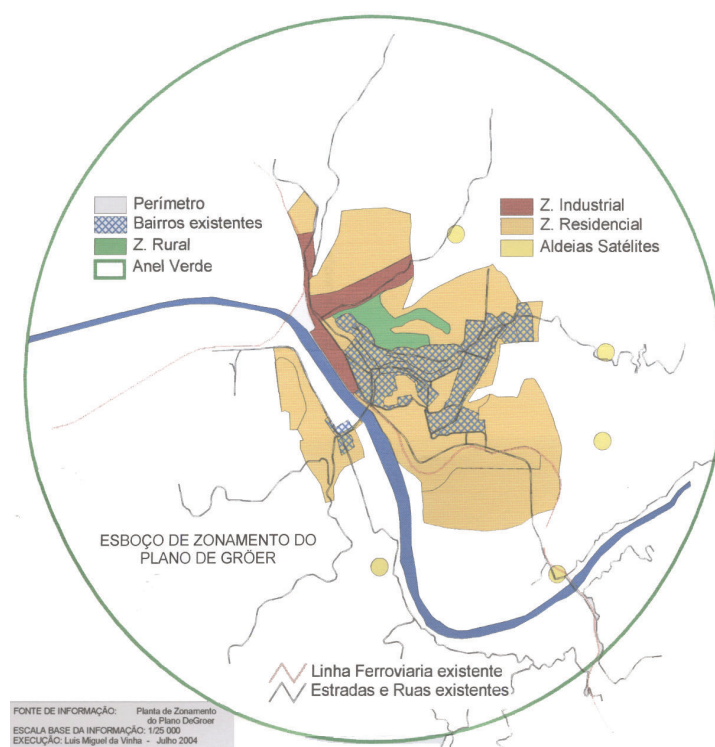 Perímetro
Bairros existentes
Z. Rural
Anel Verde
Z. Industrial
Z. Residencial
Aldeias Satélites
ESBOÇO DE ZONAMENTO DO
PLANO DE GRÖER
Linha Ferroviaria existente
Estradas e Ruas existentes
FONTE DE INFORMAÇÃO: Planta de Zonamento
do Plano DeGroer
ESCALA BASE DA INFORMAÇÃO: 1/25 000
EXECUÇÃO: Luis Miguel da Vinha - Julho 2004